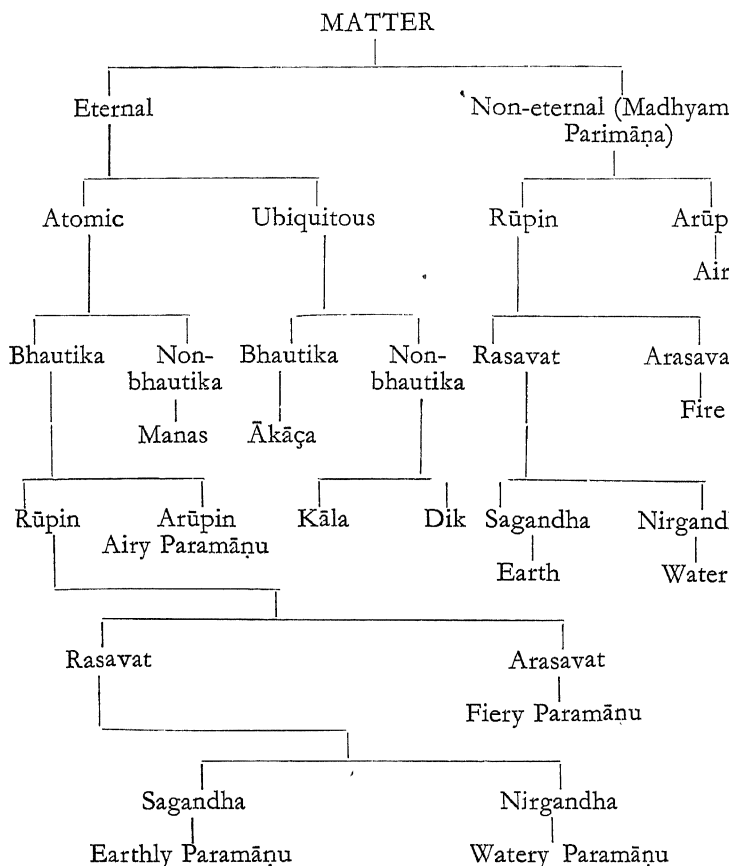 MATTER
Eternal
Non-eternal (Madhyam
Parimāṇa)
Atomic
Ubiquitous
Rūpin
Arūp
Air
Bhautika
Non-
bhautika
Bhautika
Non-
bhautika
Rasavat
Arasava
Manas
Ākāça
Fire
Rūpin
Arūpin
Airy Paramāṇu
Kāla
Dik
Sagandha
Nirgand
Earth
Water
Rasavat
Arasavat
Fiery Paramāṇu
Sagandha
Nirgandha
Earthly Paramāṇu
Watery Paramāṇu